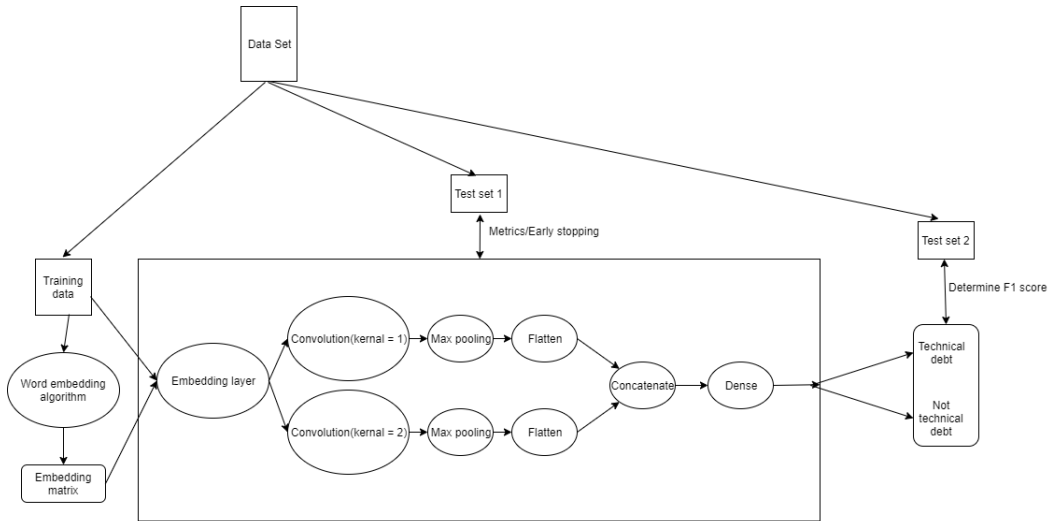 Data Set
Test set 1
Metrics/Early stopping
Test set 2
Determine F1 score
Training
data
Word embedding
algorithm
Embedding
matrix
Embedding layer
Convolution(kernal = 1)
Max pooling
Flatten
Convolution(kernal = 2)
Max pooling
Flatten
Concatenate
Dense
Technical
debt
Not
technical
debt